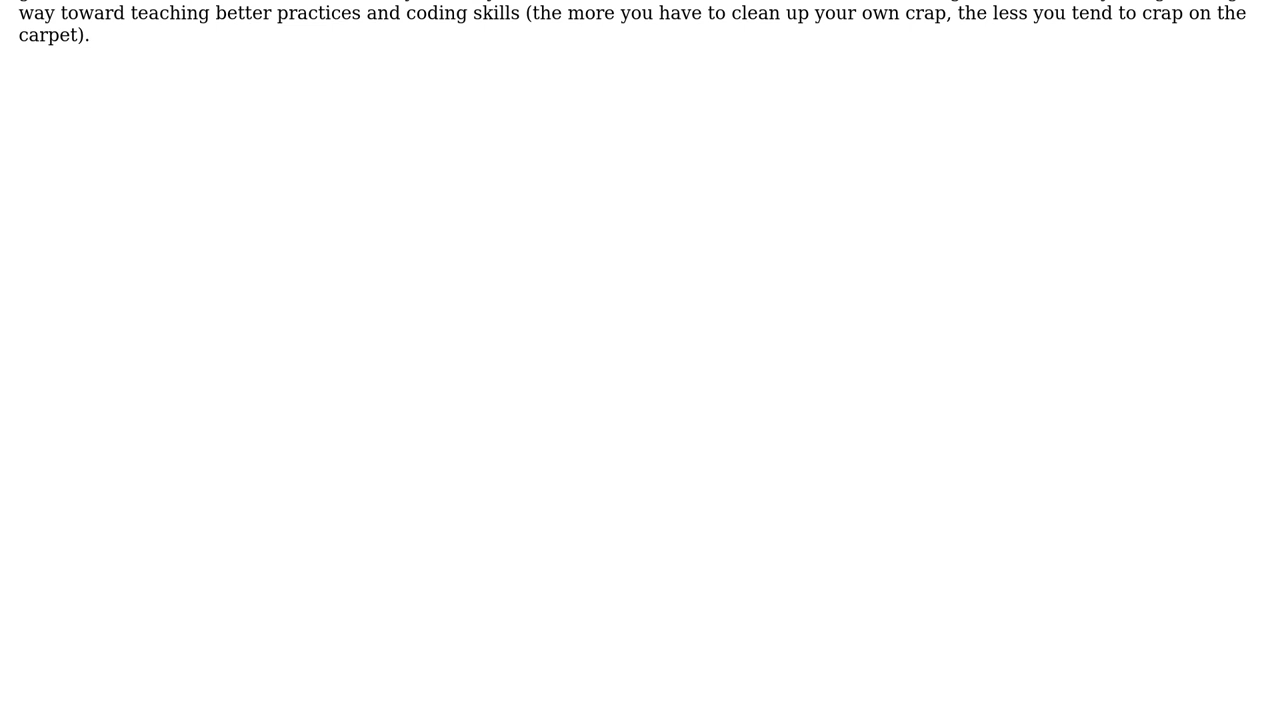 way toward teaching better practices and coding skills (the more you have to clean up your own crap, the less you tend to crap on the
carpet).